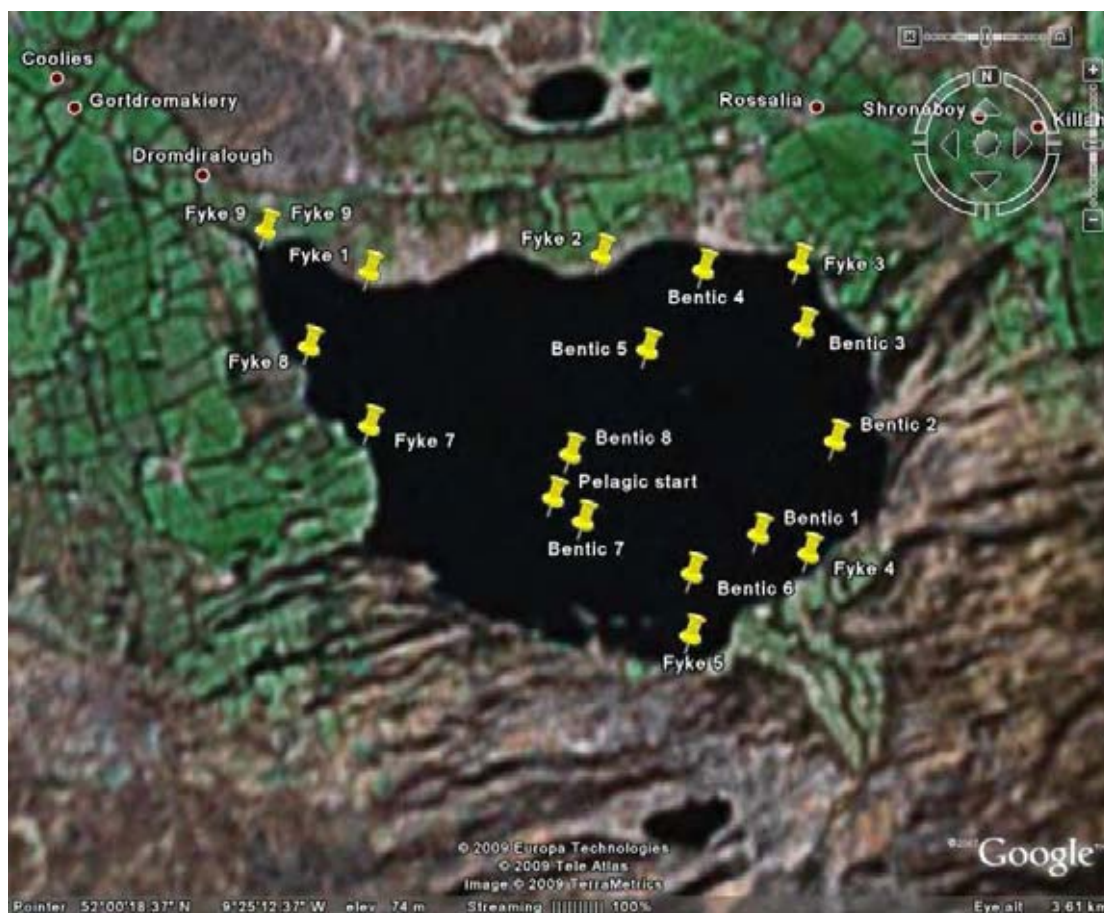 Coolies
Gortdromakiery
Rossalia
Shronaboy
Killah
N
Dromdiralough
Fyke 9
Fyke 9
Fyke 1
Fyke 2
Fyke 3
Bentic 4
Bentic 3
Bentic 5
Fyke 8
Fyke 7
Bentic 2
Bentic 8
Pelagic start
Bentic 1
Bentic 7
Fyke 4
Bentic 6
Fyke 5
© 2009 Europa Technologies
© 2009 Tele Atlas
Image © 2009 TerraMetrics
Google
Pointer 52°00'18.37" N 9°25'12.37" W elev 74 m Streaming |||||||||| 100% Eye alt 3.61 km